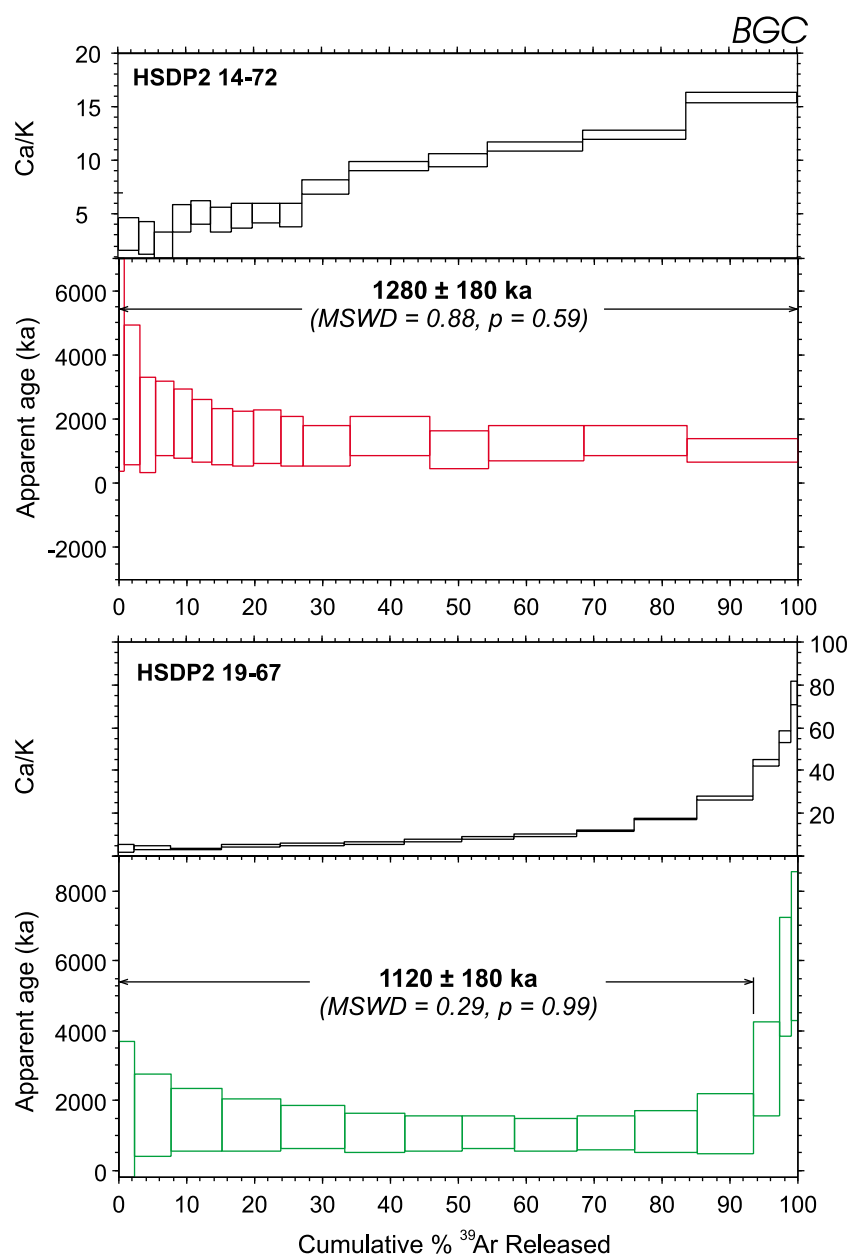 BGC
20
15
10
5
Ca/K
HSDP2 14-72
6000
4000
2000
0
-2000
Apparent age (ka)
1280 ± 180 ka
(MSWD = 0.88, p = 0.59)
0 10 20 30 40 50 60 70 80 90 100
HSDP2 19-67
Ca/K
100
80
60
40
20
8000
6000
4000
2000
0
Apparent age (ka)
1120 ± 180 ka
(MSWD = 0.29, p = 0.99)
0 10 20 30 40 50 60 70 80 90 100
Cumulative % ³⁹Ar Released